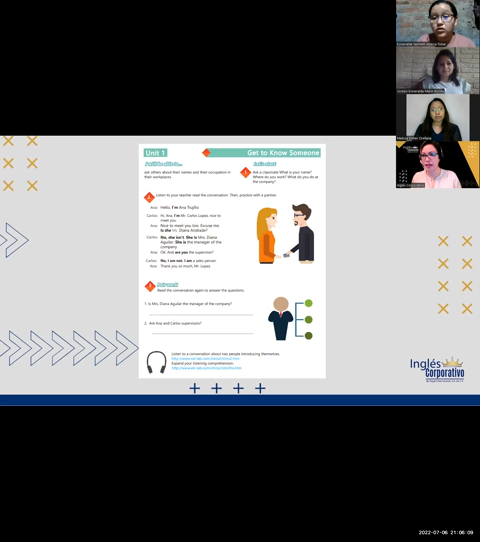 Unit 1
Get to Know Someone
Let's start
ask others about their names and their occupation in
their workplaces
Ask a classmate What is your name?
Where do you work? What do you do at
the company?
Listen to your teacher read the conversation. Then, practice with a partner.
Ana: Hello, I'm Ana Trujillo
Carlos: Hi, Ana. I'm Mr. Carlos Lopez, nice to
meet you
Ana: Nice to meet you too. Excuse me.
Is she Ms. Diana Andrade?
Carlos: No, she isn't. She is Mrs. Diana
Aguilar. She is the manager of the
company.
Ana: OK. And are you the supervisor?
Carlos: No, I am not. I am a sales person
Ana: Thank you so much, Mr. Lopez
Read the conversation again to answer the questions.
1. Is Mrs. Diana Aguilar the manager of the company?
2. Are Ana and Carlos supervisors?
Listen to a conversation about two people introducing themselves.
Expand your listening comprehension
Inglés
Corporativo
2022-07-06 21:06:09